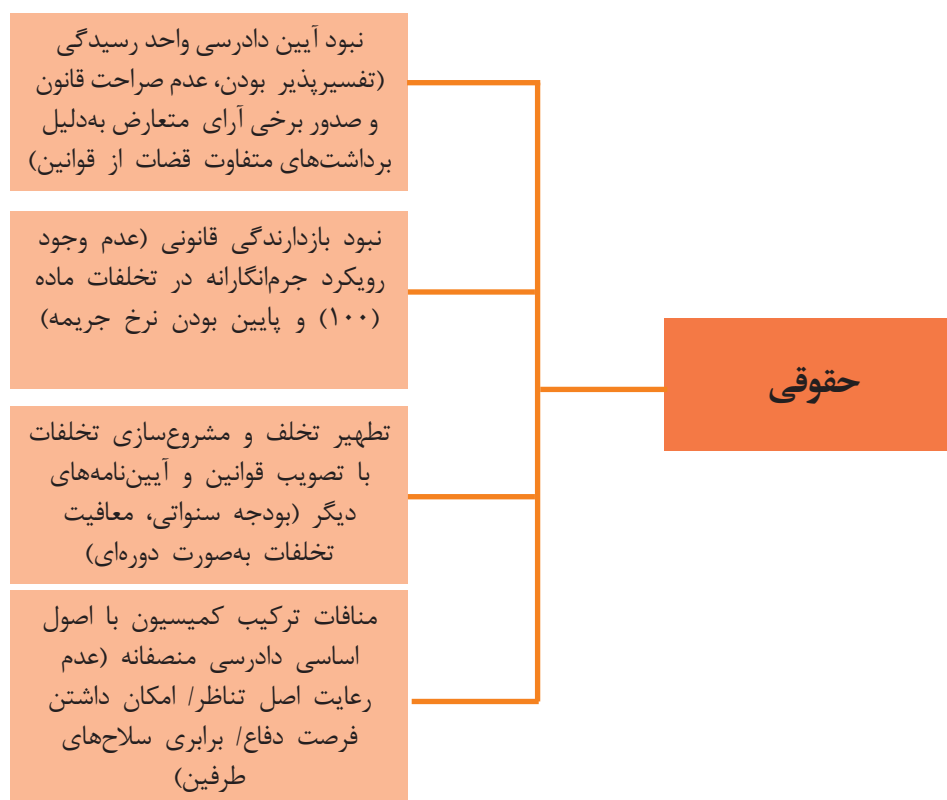 حقوقی
نبود آیین دادرسی واحد رسیدگی
(تفسیرپذیر بودن، عدم صراحت قانون
و صدور برخی آرای متعارض به‌دلیل
برداشت‌های متفاوت قضات از قوانین)
نبود بازدارندگی قانونی (عدم وجود
رویکرد جرم‌انگارانه در تخلفات ماده
(۱۰۰) و پایین بودن نرخ جریمه)
تطهیر تخلف و مشروع‌سازی تخلفات
با تصویب قوانین و آیین‌نامه‌های
دیگر (بودجه سنواتی، معافیت
تخلفات به‌صورت دوره‌ای)
منافات ترکیب کمیسیون با اصول
اساسی دادرسی منصفانه (عدم
رعایت اصل تناظر/ امکان داشتن
فرصت دفاع/ برابری سلاح‌های
طرفین)